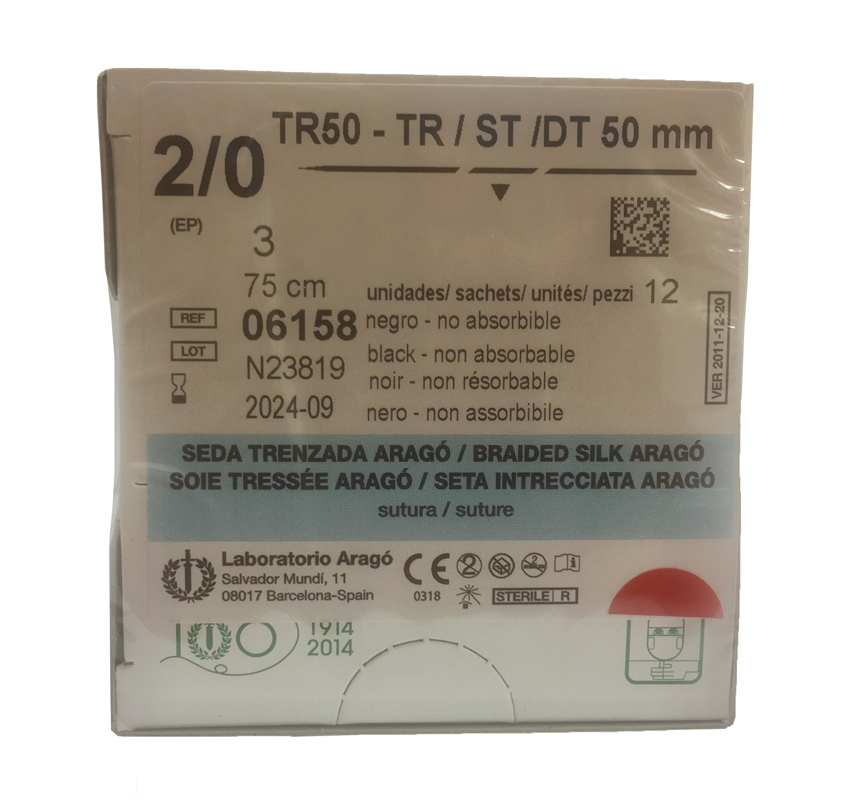 TR50 - TR / ST /DT 50 mm
2/0
(EP)
3
75 cm
unidades/ sachets/ unités/ pezzi 12
REF 06158
negro - no absorbible
LOT N23819
black - non absorbable
noir - non résorbable
2024-09
nero - non assorbibile
VER 2011-12-20
SEDA TRENZADA ARAGÓ / BRAIDED SILK ARAGÓ
SOIE TRESSÉE ARAGÓ / SETA INTRECCIATA ARAGÓ
sutura / suture
Laboratorio Aragó
Salvador Mundí, 11
08017 Barcelona-Spain
CE
0318
2
2
i
STERILE R
100
1914
2014